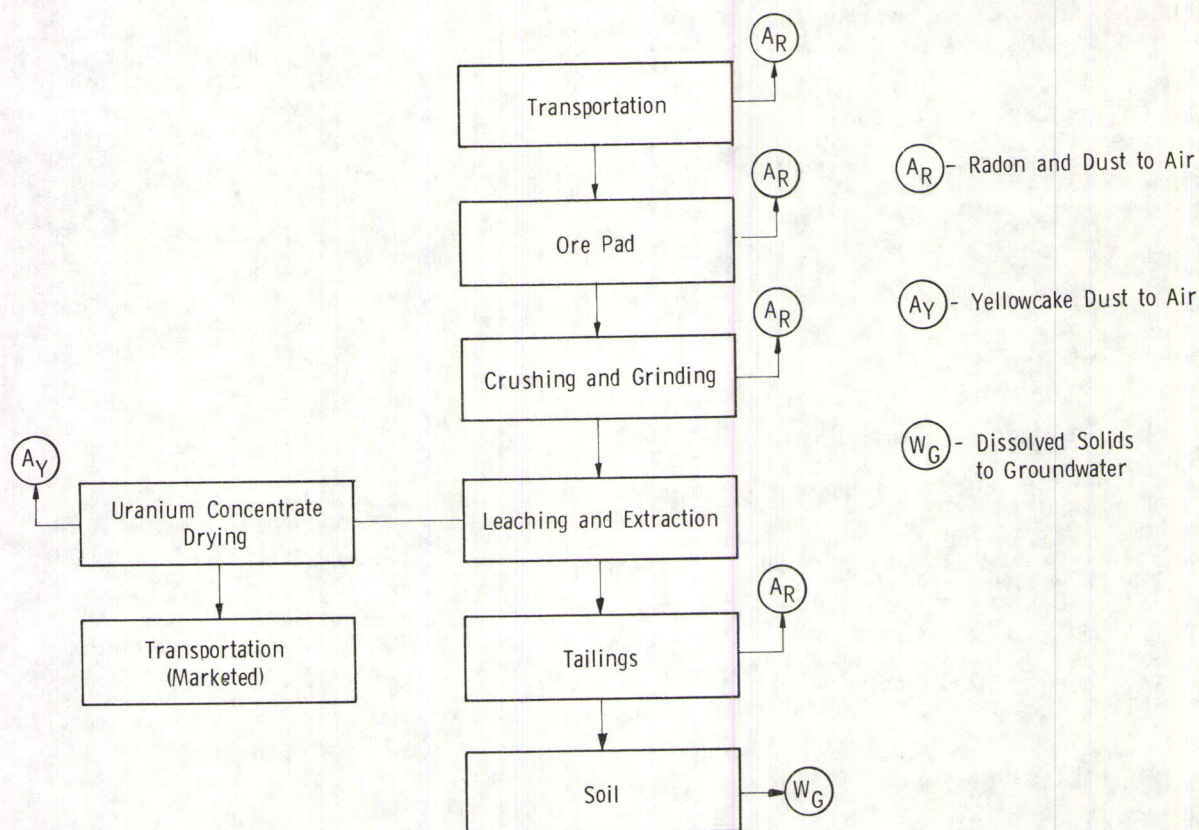 A_R
Transportation
A_R
A_R - Radon and Dust to Air
Ore Pad
A_R
A_Y - Yellowcake Dust to Air
Crushing and Grinding
W_G - Dissolved Solids
to Groundwater
A_Y
Uranium Concentrate
Drying
Leaching and Extraction
A_R
Transportation
(Marketed)
Tailings
Soil
W_G